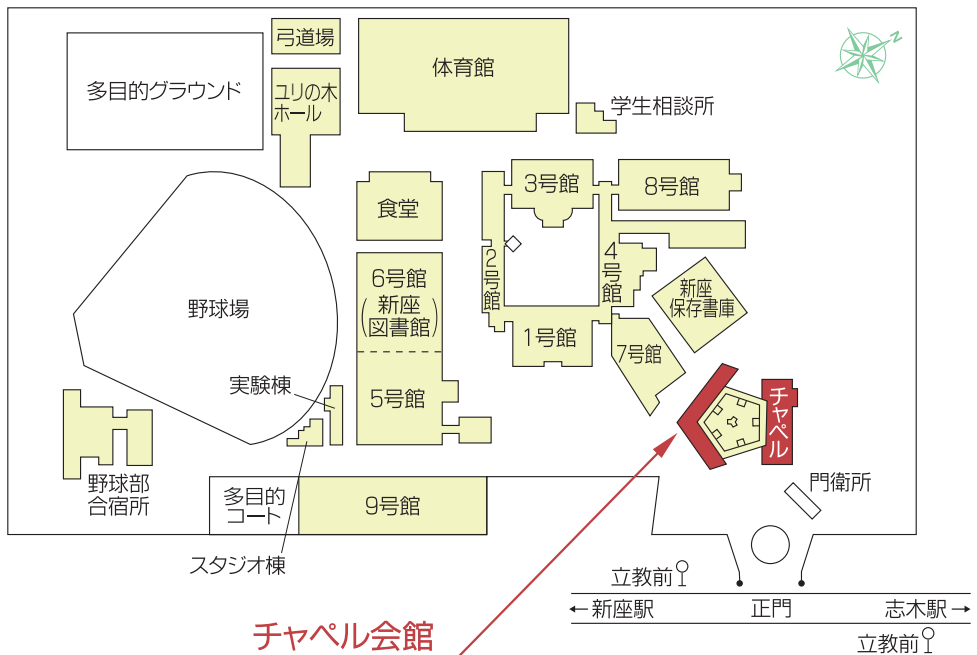 弓道場
多目的グラウンド
ユリの木
ホール
体育館
学生相談所
N
3号館
8号館
食堂
2号館
4号館
6号館
(新座
図書館)
新座
保存書庫
野球場
1号館
7号館
実験棟
5号館
チャペル
野球部
合宿所
多目的
コート
9号館
門衛所
スタジオ棟
立教前
←新座駅
正門
志木駅→
チャペル会館
立教前